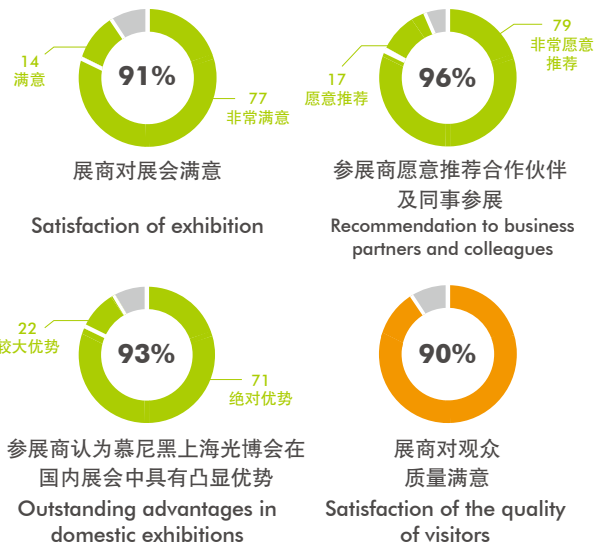 91%
14
满意
77
非常满意
展商对展会满意
Satisfaction of exhibition
96%
79
非常愿意
推荐
17
愿意推荐
参展商愿意推荐合作伙伴
及同事参展
Recommendation to business
partners and colleagues
93%
22
较大优势
71
绝对优势
参展商认为慕尼黑上海光博会在
国内展会中具有凸显优势
Outstanding advantages in
domestic exhibitions
90%
展商对观众
质量满意
Satisfaction of the quality
of visitors